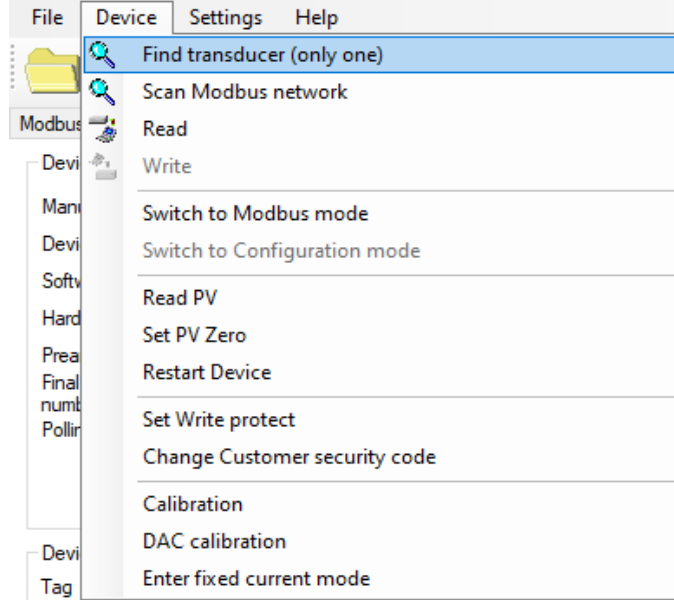 File Device Settings Help
Find transducer (only one)
Scan Modbus network
Modbus
Read
Devi
Write
Manu
Switch to Modbus mode
Devi
Switch to Configuration mode
Softw
Read PV
Hard
Set PV Zero
Prea
Restart Device
Final
numb
Set Write protect
Pollin
Change Customer security code
Calibration
DAC calibration
Devi
Enter fixed current mode
Tag